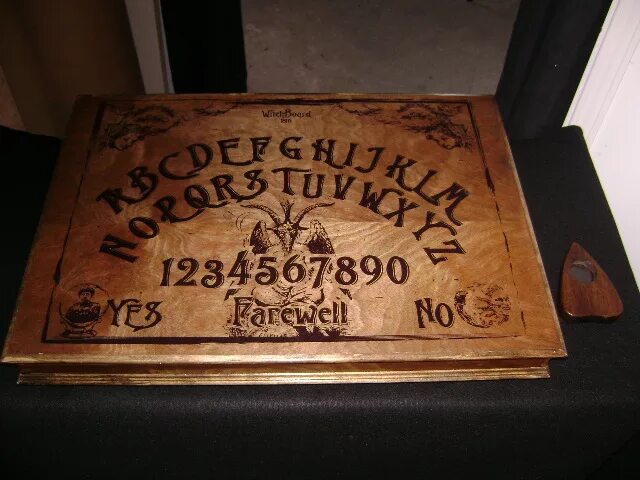 WitchBoard
ABCDEFGHIJKLM
NOPQRSTUVWXYZ
1234567890
YES
Farewell
NO